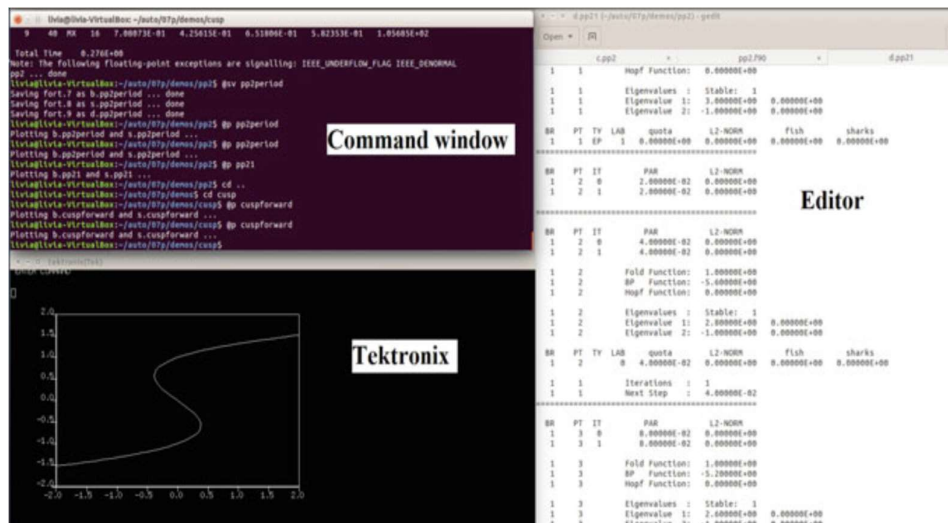 livia@livia-VirtualBox: ~/auto/07p/demos/cusp
9 40 MX 16 7.08073E-01 4.25615E-01 6.51806E-01 5.82353E-01 1.05685E+02
Total Time 0.276E+00
Note: The following floating-point exceptions are signalling: IEEE_UNDERFLOW_FLAG IEEE_DENORMAL
pp2 ... done
livia@livia-VirtualBox:~/auto/07p/demos/pp2$ @sv pp2period
Saving fort.7 as b.pp2period ... done
Saving fort.8 as s.pp2period ... done
Saving fort.9 as d.pp2period ... done
livia@livia-VirtualBox:~/auto/07p/demos/pp2$ @p pp2period
Plotting b.pp2period and s.pp2period ...
livia@livia-VirtualBox:~/auto/07p/demos/pp2$ @p pp2period
Plotting b.pp2period and s.pp2period ...
livia@livia-VirtualBox:~/auto/07p/demos/pp2$ @p pp21
Plotting b.pp21 and s.pp21 ...
livia@livia-VirtualBox:~/auto/07p/demos/pp2$ cd ..
livia@livia-VirtualBox:~/auto/07p/demos$ cd cusp
livia@livia-VirtualBox:~/auto/07p/demos/cusp$ @p cuspforward
Plotting b.cuspforward and s.cuspforward ...
livia@livia-VirtualBox:~/auto/07p/demos/cusp$ @p cuspforward
Plotting b.cuspforward and s.cuspforward ...
livia@livia-VirtualBox:~/auto/07p/demos/cusp$
Command window
tektronix(Tek)
ENTER COMMAND
2.0
1.5
1.0
0.5
0.0
-0.5
-1.0
-1.5
-2.0
-2.0 -1.5 -1.0 -0.5 0.0 0.5 1.0 1.5 2.0
Tektronix
d.pp21 (~/auto/07p/demos/pp2) - gedit
Open
c.pp2 × pp2.f90 × d.pp21
1 1 Hopf Function: 0.00000E+00
1 1 Eigenvalues : Stable: 1
1 1 Eigenvalue 1: 3.00000E+00 0.00000E+00
1 1 Eigenvalue 2: -1.00000E+00 0.00000E+00
BR PT TY LAB quota L2-NORM fish sharks
1 1 EP 1 0.00000E+00 0.00000E+00 0.00000E+00 0.00000E+00
BR PT IT PAR L2-NORM
1 2 0 2.00000E-02 0.00000E+00
1 2 1 2.00000E-02 0.00000E+00
Editor
BR PT IT PAR L2-NORM
1 2 0 4.00000E-02 0.00000E+00
1 2 1 4.00000E-02 0.00000E+00
1 2 Fold Function: 1.00000E+00
1 2 BP Function: -5.60000E+00
1 2 Hopf Function: 0.00000E+00
1 2 Eigenvalues : Stable: 1
1 2 Eigenvalue 1: 2.80000E+00 0.00000E+00
1 2 Eigenvalue 2: -1.00000E+00 0.00000E+00
BR PT TY LAB quota L2-NORM fish sharks
1 2 0 4.00000E-02 0.00000E+00 0.00000E+00 0.00000E+00
1 1 Iterations : 1
1 1 Next Step : 4.00000E-02
BR PT IT PAR L2-NORM
1 3 0 8.00000E-02 0.00000E+00
1 3 1 8.00000E-02 0.00000E+00
1 3 Fold Function: 1.00000E+00
1 3 BP Function: -5.20000E+00
1 3 Hopf Function: 0.00000E+00
1 3 Eigenvalues : Stable: 1
1 3 Eigenvalue 1: 2.60000E+00 0.00000E+00